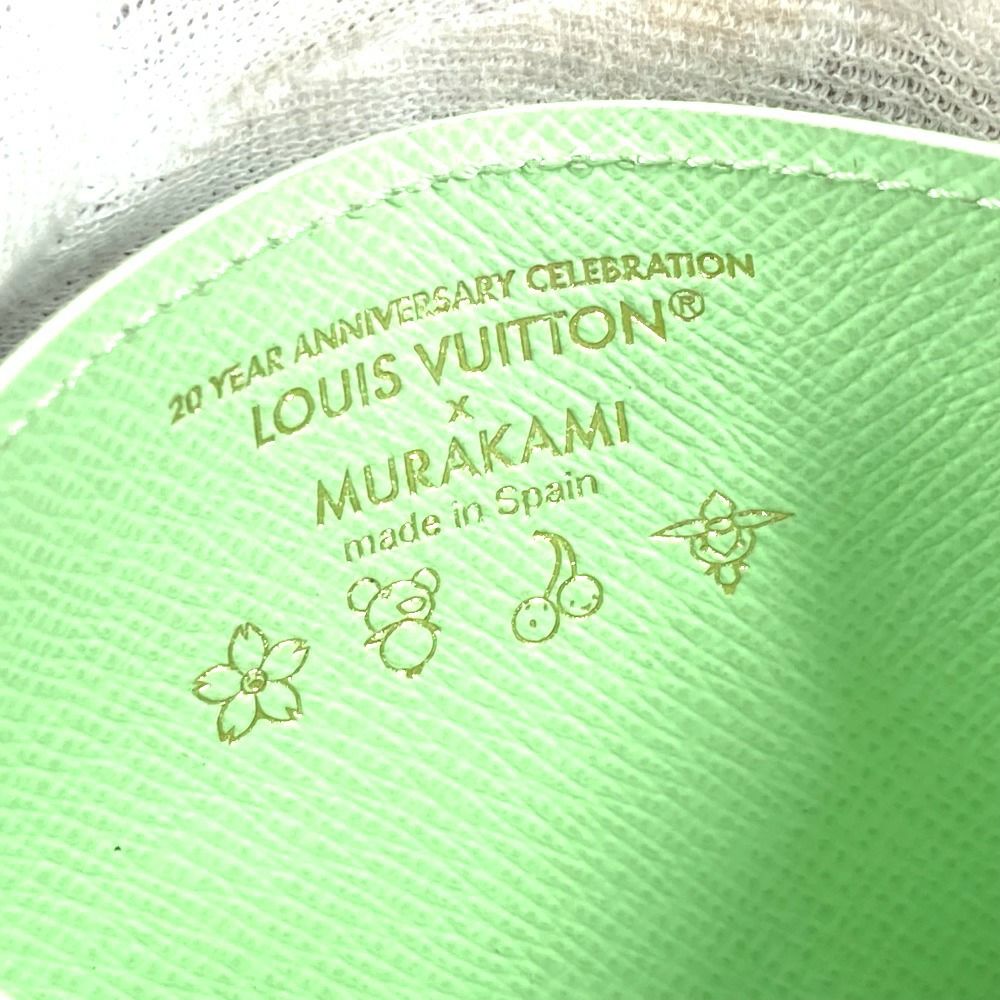 20 YEAR ANNIVERSARY CELEBRATION
LOUIS VUITTON®
x
MURAKAMI
made in Spain